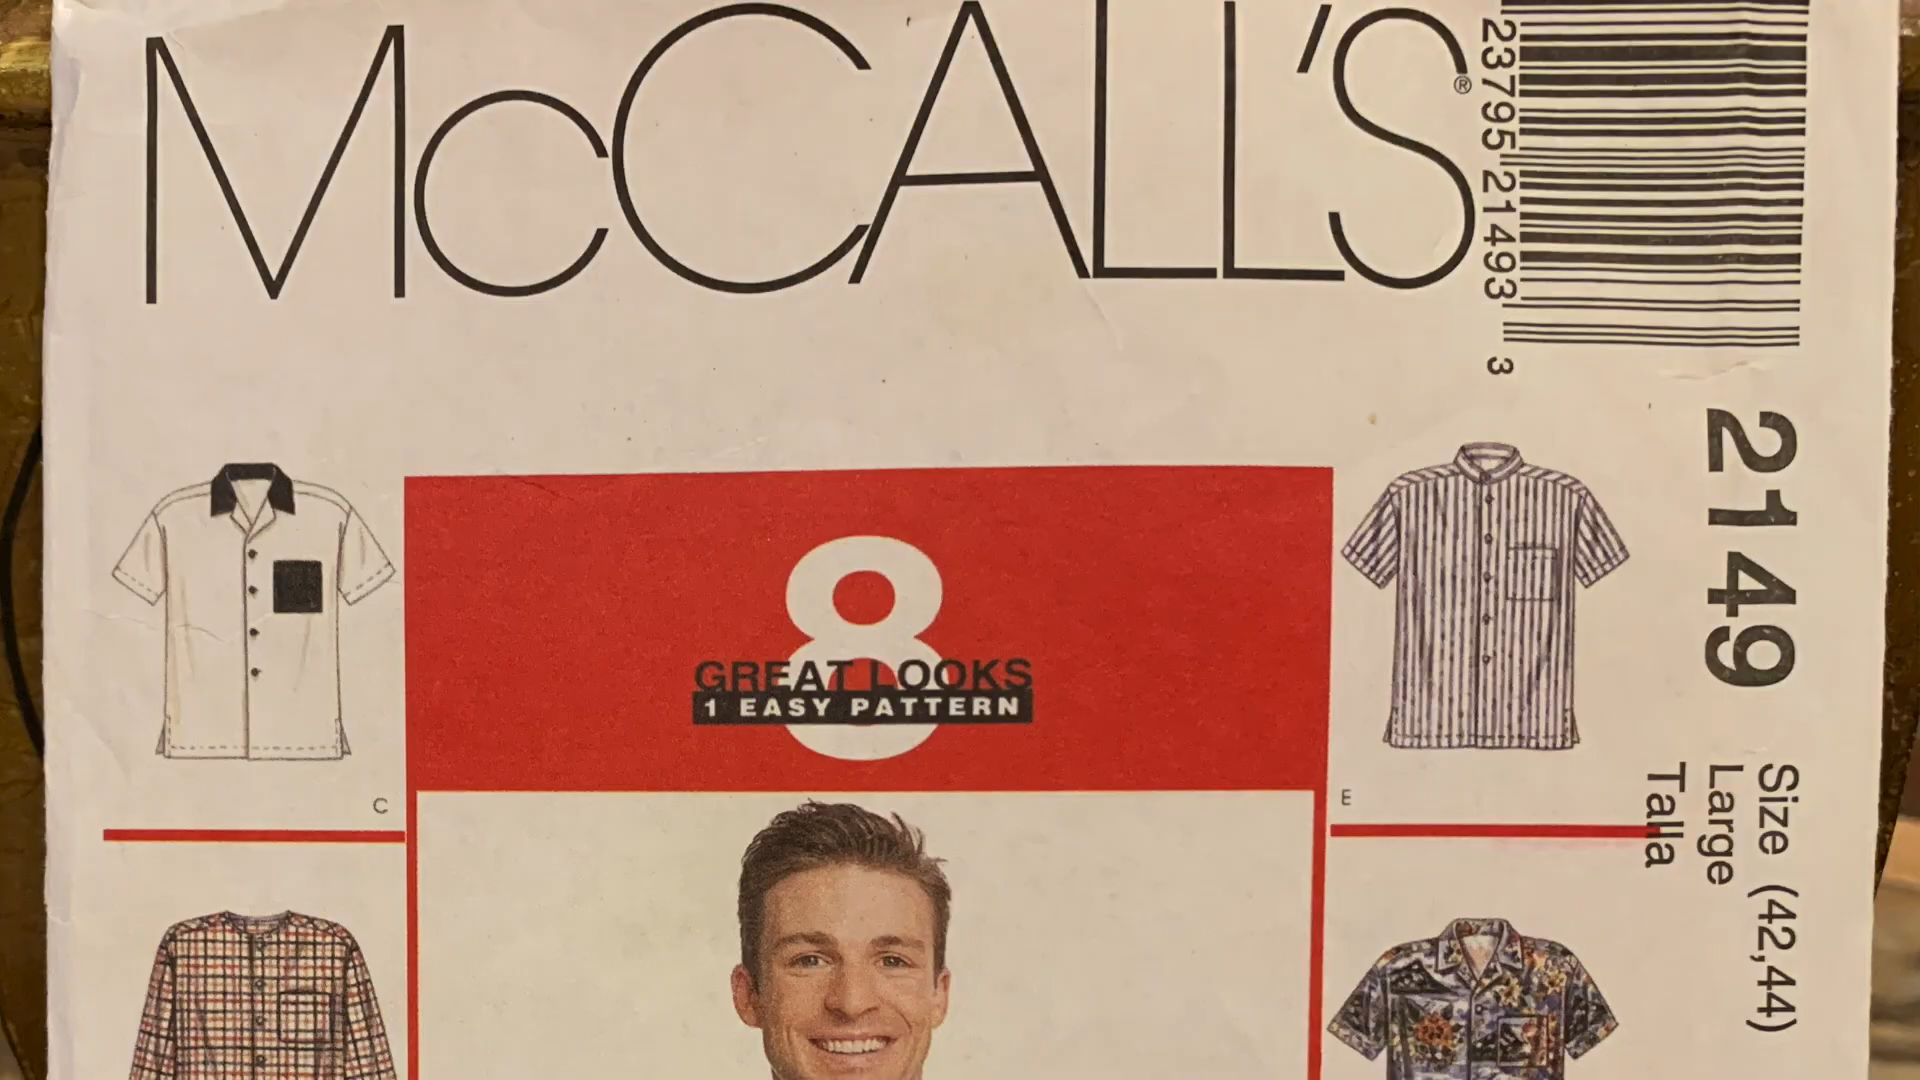 McCALL'S®
23795 21493 3
2149
Size (42,44)
Large
Talla
8
GREAT LOOKS
1 EASY PATTERN
C
E